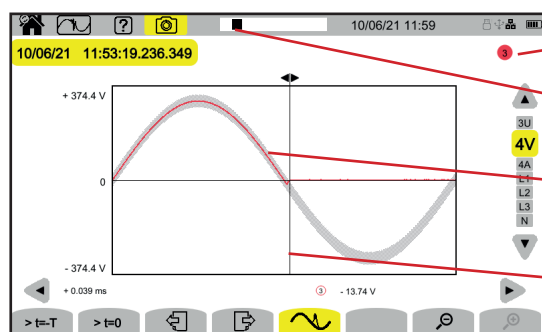 ?
10/06/21 11:59
10/06/21 11:53:19.236.349
3
+ 374.4 V
0
- 374.4 V
3U
4V
4A
L1
L2
L3
N
+ 0.039 ms
3 - 13.74 V
> t=-T
> t=0